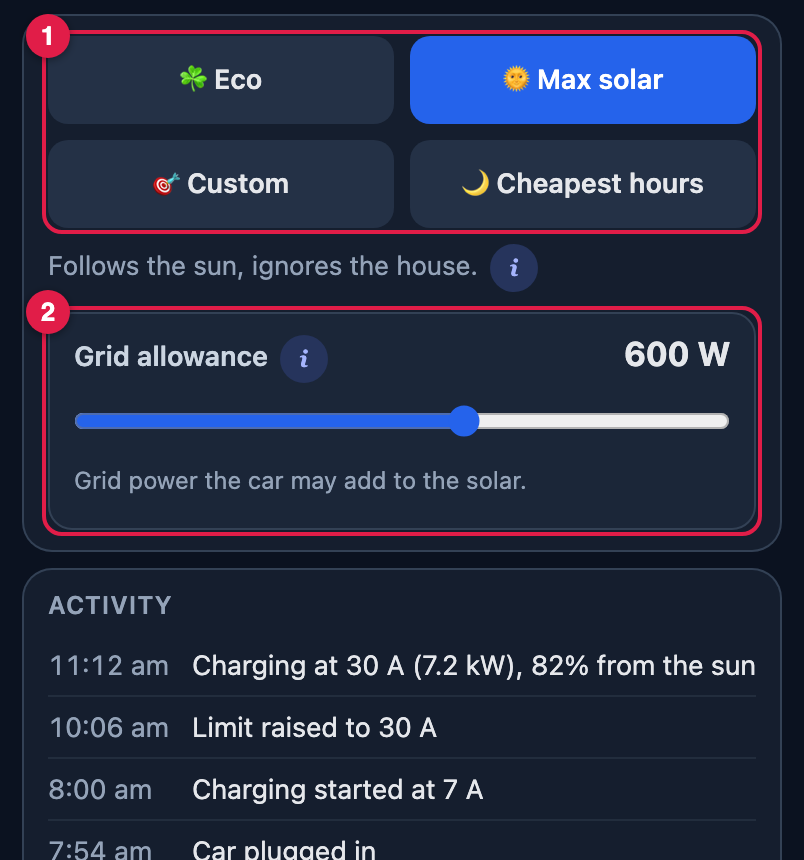 1
☘️ Eco
🌞 Max solar
🎯 Custom
🌙 Cheapest hours
Follows the sun, ignores the house. i
2
Grid allowance i 600 W
Grid power the car may add to the solar.
ACTIVITY
11:12 am Charging at 30 A (7.2 kW), 82% from the sun
10:06 am Limit raised to 30 A
8:00 am Charging started at 7 A
7:54 am Car plugged in